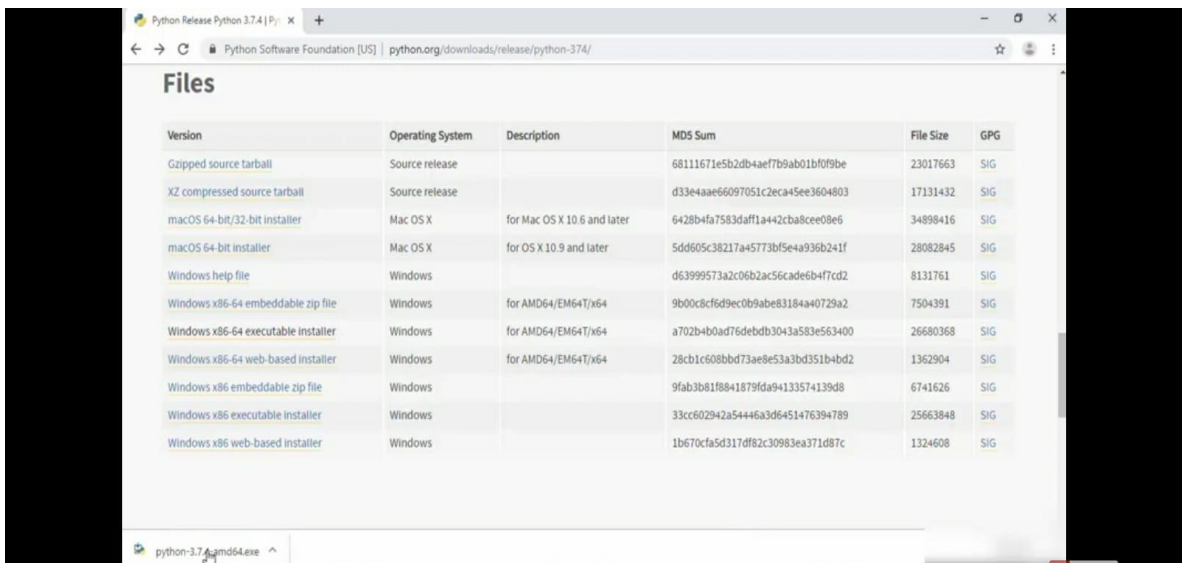 Python Release Python 3.7.4 | Py
Python Software Foundation [US] | python.org/downloads/release/python-374/
Files
Version Operating System Description MD5 Sum File Size GPG
Gzipped source tarball Source release 68111671e5b2db4aef7b9ab01bf0f9be 23017663 SIG
XZ compressed source tarball Source release d33e4aae66097051c2eca45ee3604803 17131432 SIG
macOS 64-bit/32-bit installer Mac OS X for Mac OS X 10.6 and later 6428b4fa7583daff1a442cba8cee08e6 34898416 SIG
macOS 64-bit installer Mac OS X for OS X 10.9 and later 5dd605c38217a45773bf5e4a936b241f 28082845 SIG
Windows help file Windows d63999573a2c06b2ac56cade6b4f7cd2 8131761 SIG
Windows x86-64 embeddable zip file Windows for AMD64/EM64T/x64 9b00c8cf6d9ec0b9abe83184a40729a2 7504391 SIG
Windows x86-64 executable installer Windows for AMD64/EM64T/x64 a702b4b0ad76debdb3043a583e563400 26680368 SIG
Windows x86-64 web-based installer Windows for AMD64/EM64T/x64 28cb1c608bbd73ae8e53a3bd351b4bd2 1362904 SIG
Windows x86 embeddable zip file Windows 9fab3b81f8841879fda94133574139d8 6741626 SIG
Windows x86 executable installer Windows 33cc602942a54446a3d6451476394789 25663848 SIG
Windows x86 web-based installer Windows 1b670cfa5d317df82c30983ea371d87c 1324608 SIG
python-3.7.4-amd64.exe